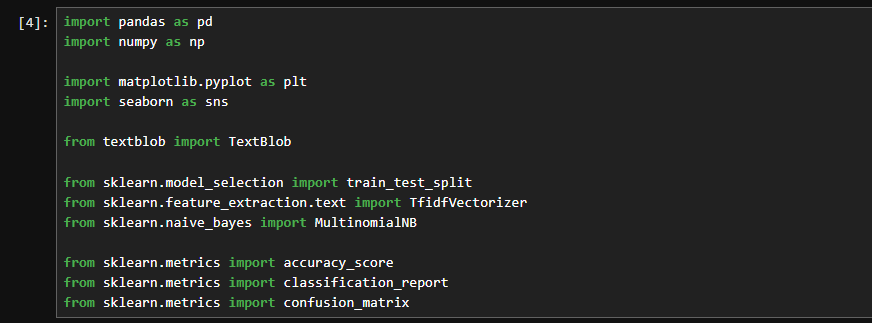 [4]: import pandas as pd
import numpy as np
import matplotlib.pyplot as plt
import seaborn as sns
from textblob import TextBlob
from sklearn.model_selection import train_test_split
from sklearn.feature_extraction.text import TfidfVectorizer
from sklearn.naive_bayes import MultinomialNB
from sklearn.metrics import accuracy_score
from sklearn.metrics import classification_report
from sklearn.metrics import confusion_matrix